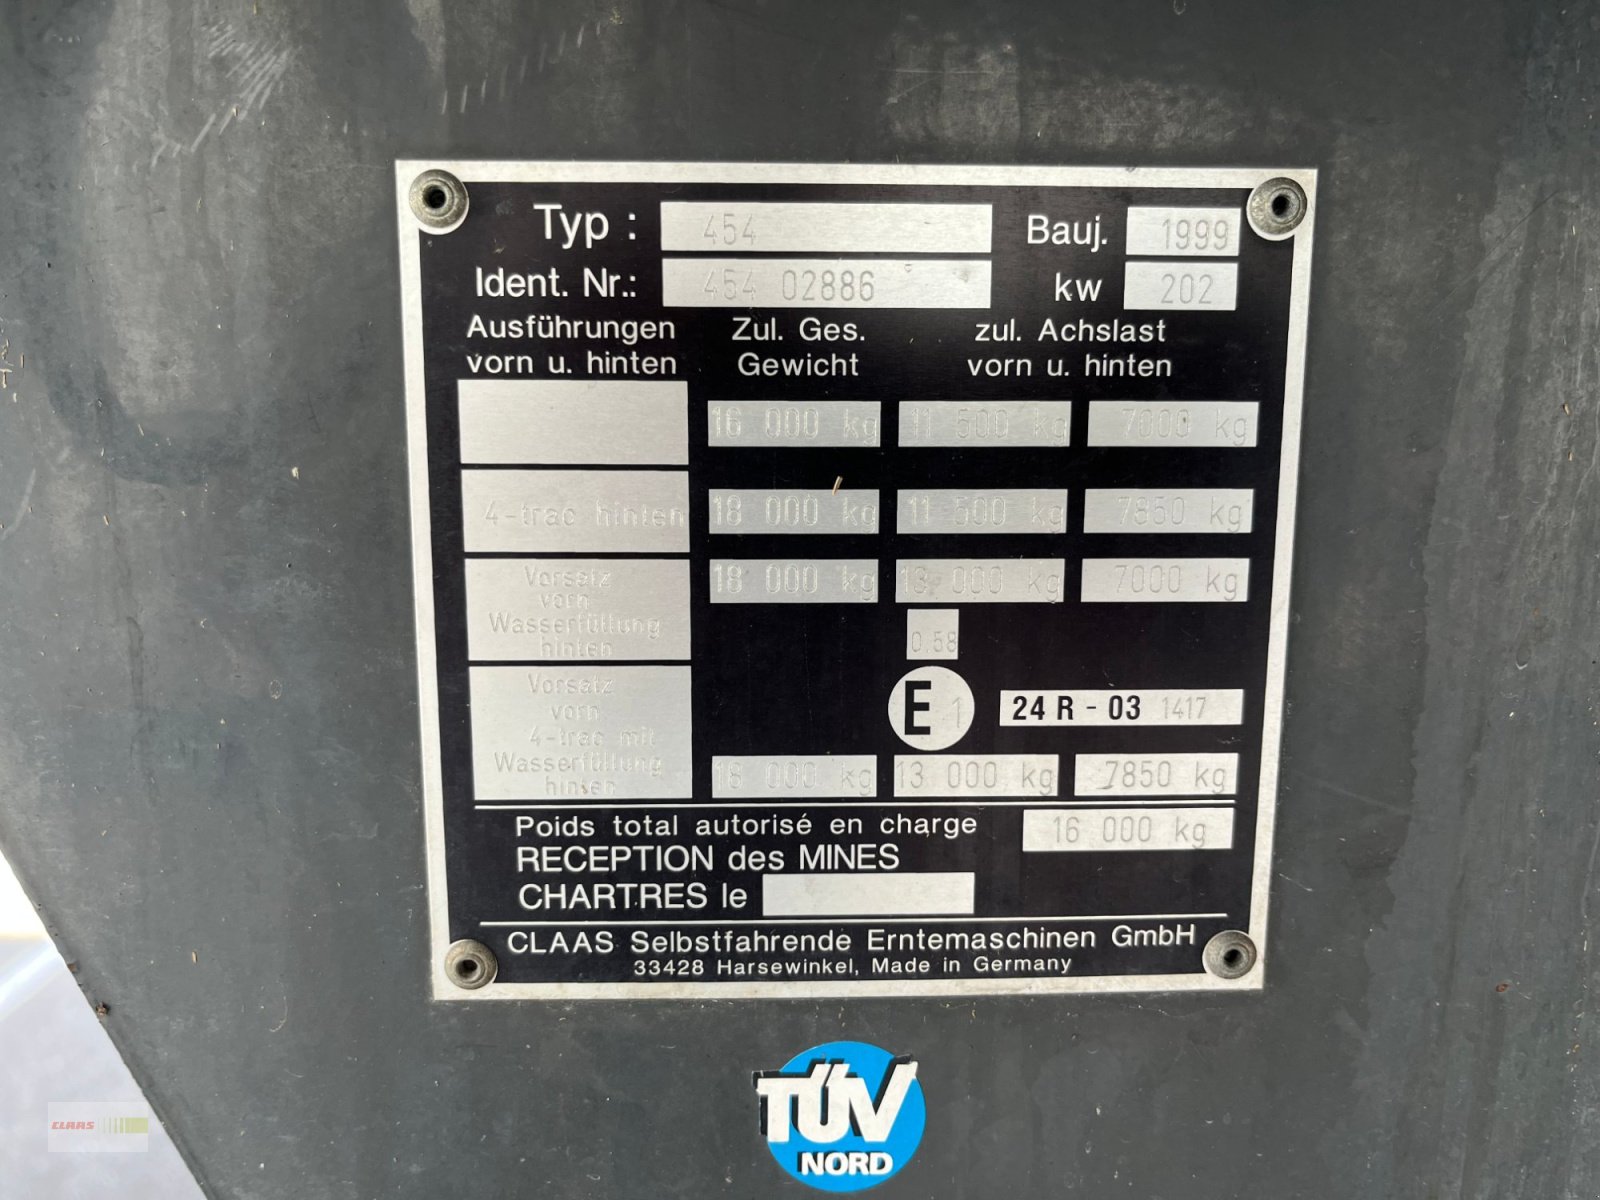 Typ : 454 Bauj. 1999
Ident. Nr.: 454 02886 kw 202
Ausführungen Zul. Ges. zul. Achslast
vorn u. hinten Gewicht vorn u. hinten
16 000 kg 11 500 kg 7000 kg
4-trac hinten 18 000 kg 11 500 kg 7850 kg
Vorsatz
vorn
Wasserfüllung
hinten
18 000 kg 13 000 kg 7000 kg
0,58
E 1 24 R - 03 1417
Vorsatz
vorn
4-trac mit
Wasserfüllung
hinten
18 000 kg 13 000 kg 7850 kg
Poids total autorisé en charge 16 000 kg
RECEPTION des MINES
CHARTRES le
CLAAS Selbstfahrende Erntemaschinen GmbH
33428 Harsewinkel, Made in Germany
TÜV
NORD
CLAAS